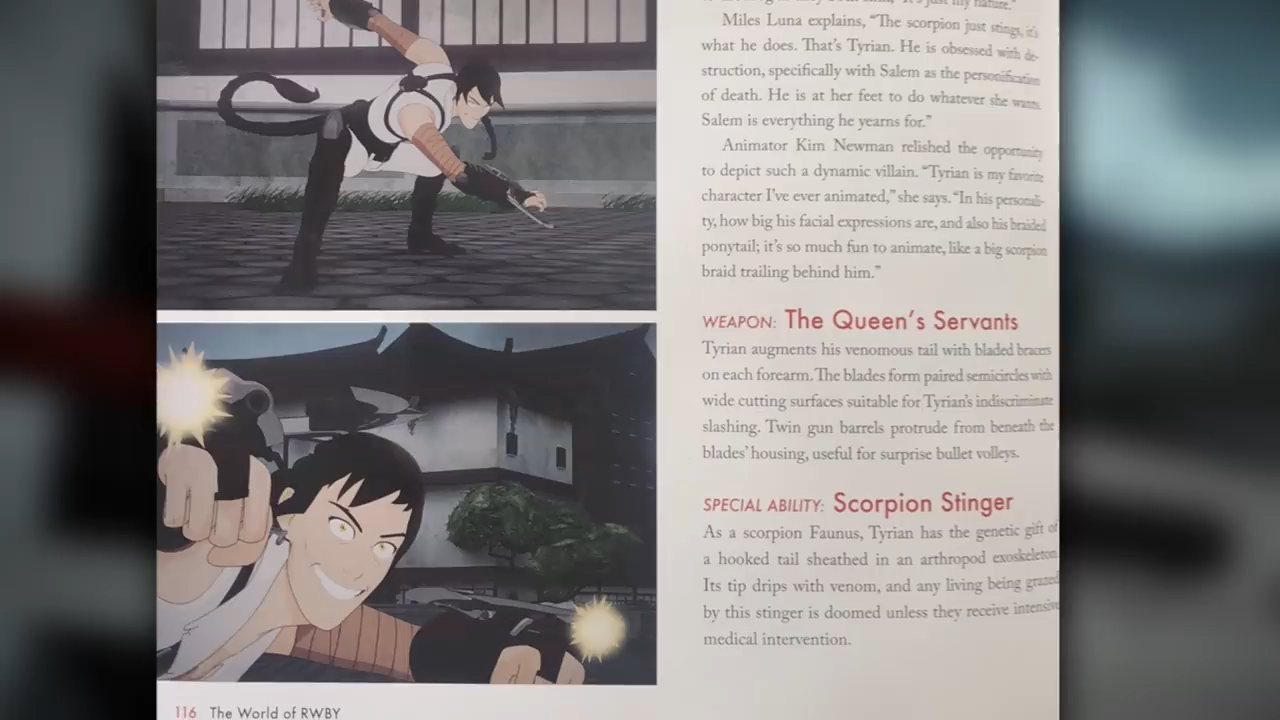 "It's just my nature."
Miles Luna explains, "The scorpion just stings, it's
what he does. That's Tyrian. He is obsessed with de-
struction, specifically with Salem as the personification
of death. He is at her feet to do whatever she wants.
Salem is everything he yearns for."
Animator Kim Newman relished the opportunity
to depict such a dynamic villain. "Tyrian is my favorite
character I've ever animated," she says. "In his personali-
ty, how big his facial expressions are, and also his braided
ponytail; it's so much fun to animate, like a big scorpion
braid trailing behind him."
WEAPON: The Queen's Servants
Tyrian augments his venomous tail with bladed bracers
on each forearm. The blades form paired semicircles with
wide cutting surfaces suitable for Tyrian's indiscriminate
slashing. Twin gun barrels protrude from beneath the
blades' housing, useful for surprise bullet volleys.
SPECIAL ABILITY: Scorpion Stinger
As a scorpion Faunus, Tyrian has the genetic gift of
a hooked tail sheathed in an arthropod exoskeleton.
Its tip drips with venom, and any living being grazed
by this stinger is doomed unless they receive intensive
medical intervention.
116 The World of RWBY